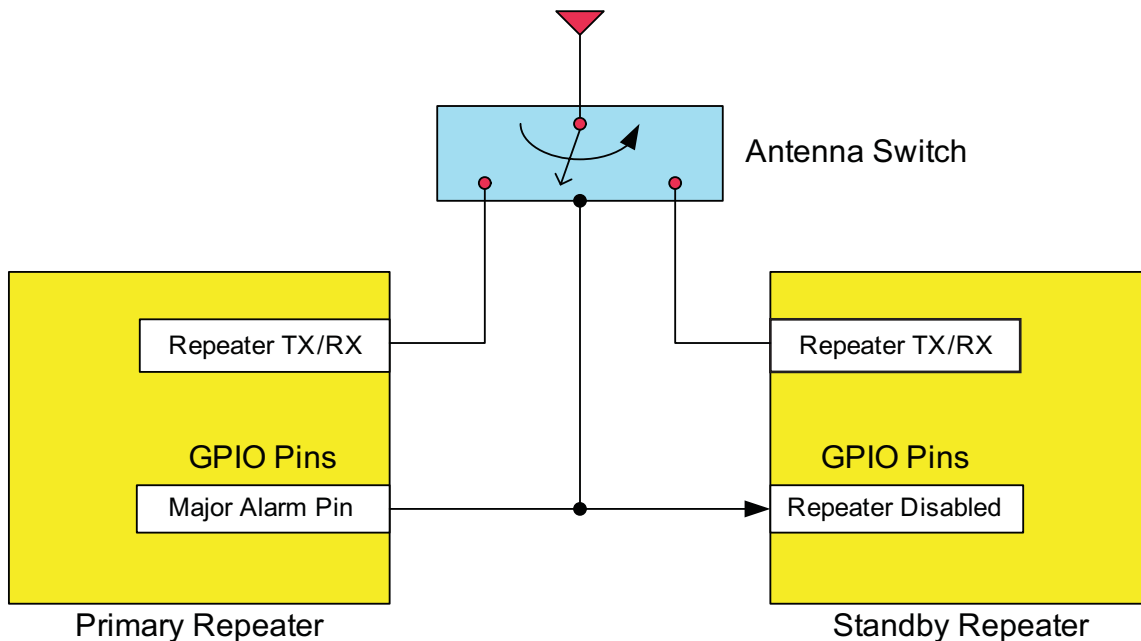 Antenna Switch
Repeater TX/RX
Repeater TX/RX
GPIO Pins
GPIO Pins
Major Alarm Pin
Repeater Disabled
Primary Repeater
Standby Repeater